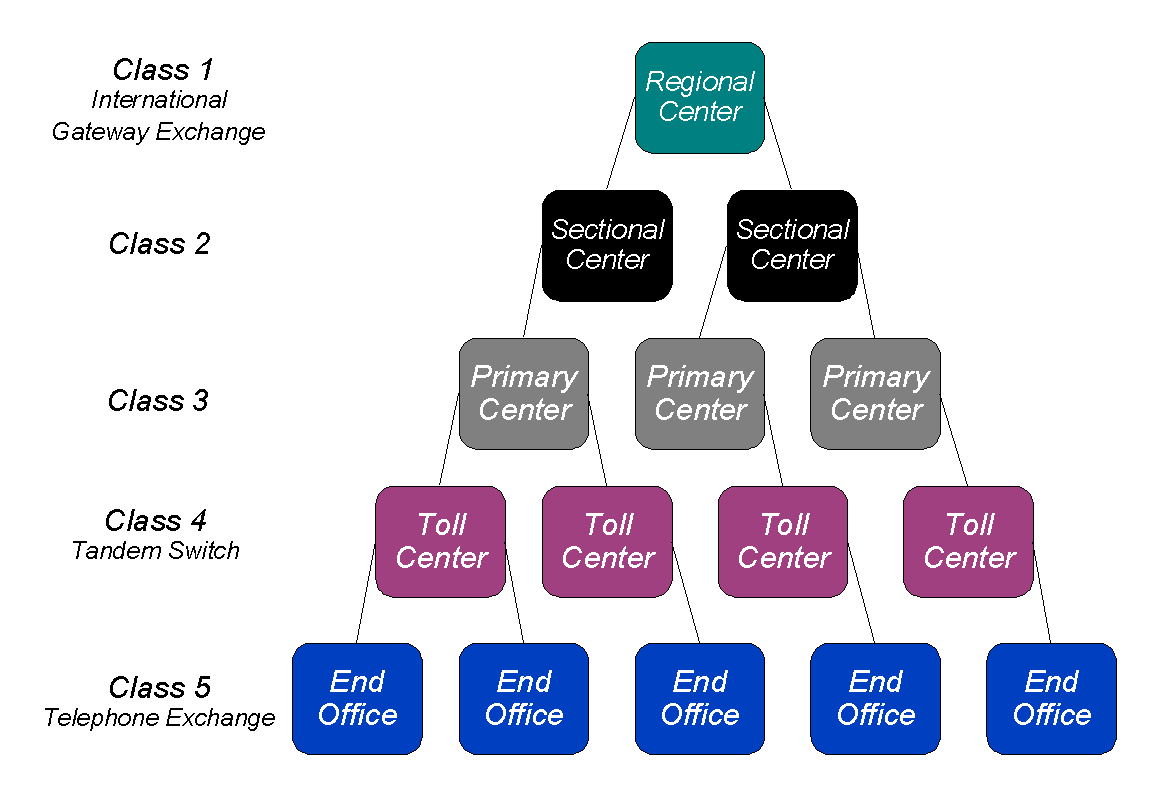 Class 1
International
Gateway Exchange
Regional
Center
Class 2
Sectional
Center
Sectional
Center
Class 3
Primary
Center
Primary
Center
Primary
Center
Class 4
Tandem Switch
Toll
Center
Toll
Center
Toll
Center
Toll
Center
Class 5
Telephone Exchange
End
Office
End
Office
End
Office
End
Office
End
Office